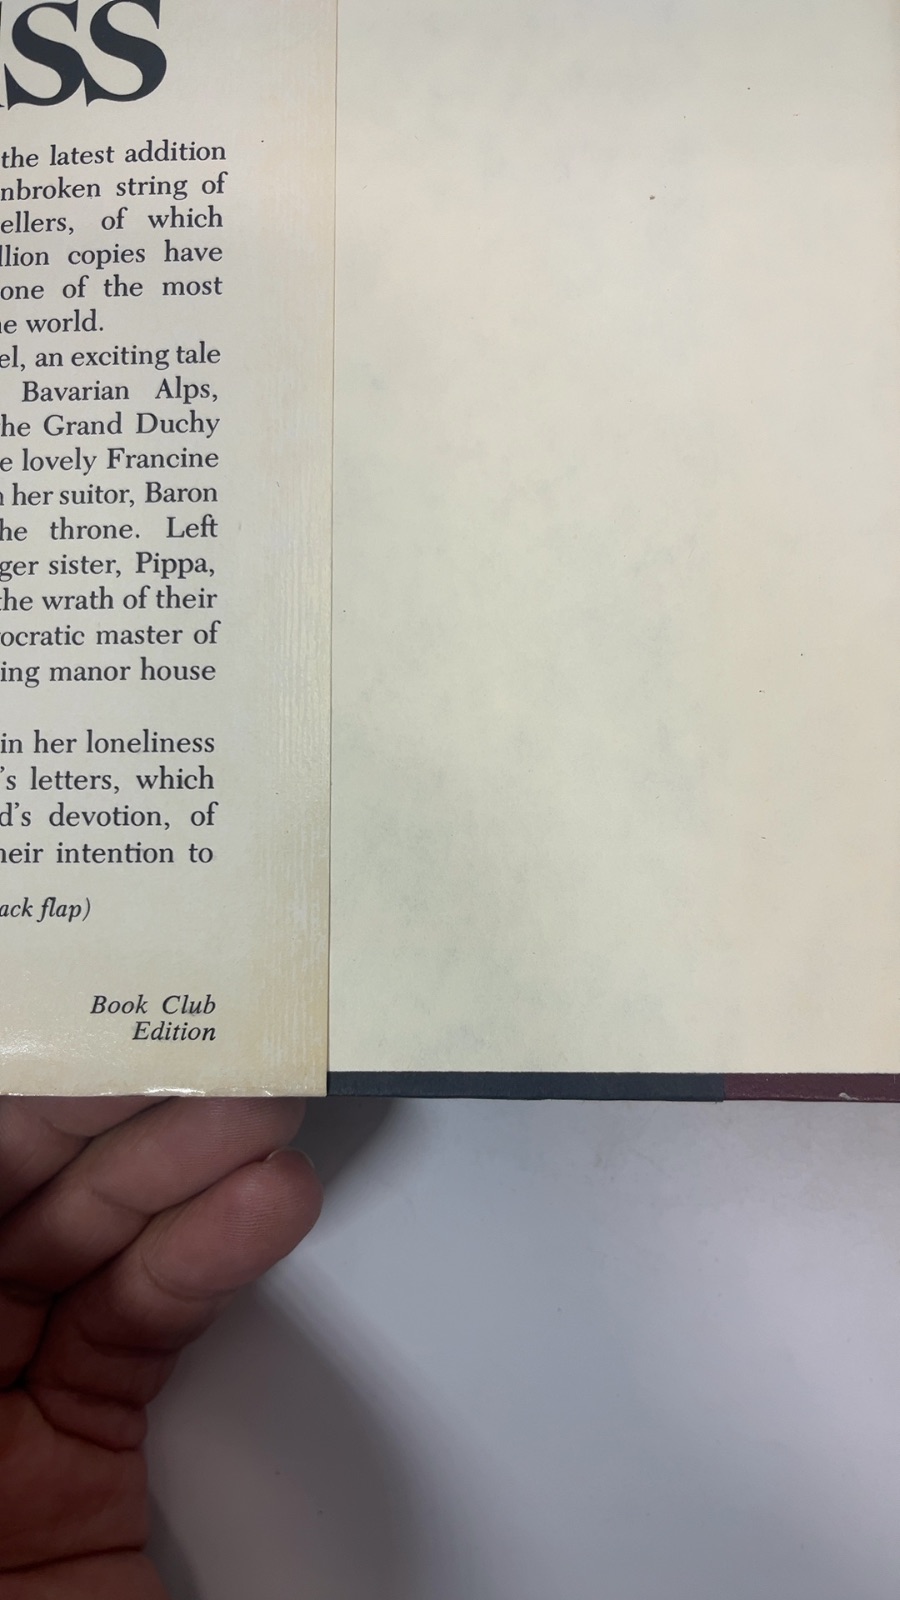 ss
the latest addition
nbroken string of
ellers, of which
llion copies have
one of the most
e world.
el, an exciting tale
Bavarian Alps,
he Grand Duchy
e lovely Francine
her suitor, Baron
he throne. Left
ger sister, Pippa,
the wrath of their
ocratic master of
ing manor house
in her loneliness
's letters, which
d's devotion, of
heir intention to
ack flap)
Book Club
Edition